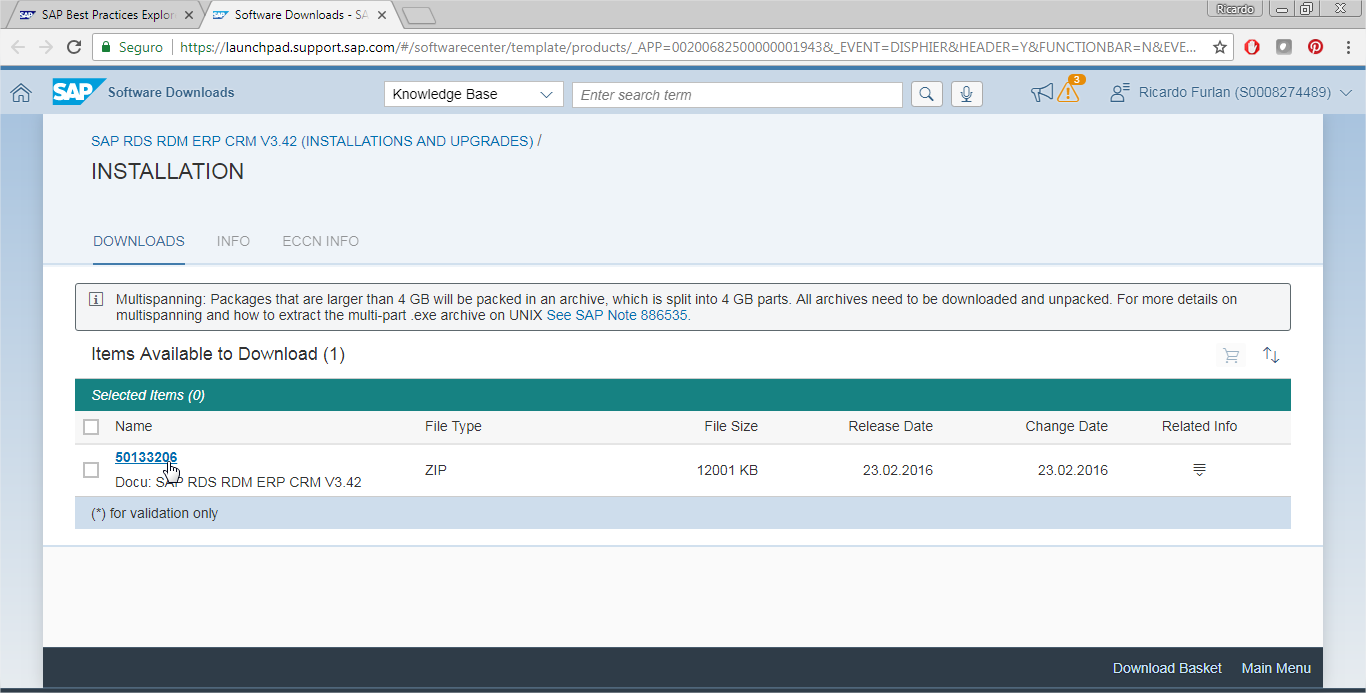 SAP Best Practices Explor
Software Downloads - SA
Ricardo
Seguro
https://launchpad.support.sap.com/#/softwarecenter/template/products/_APP=00200682500000001943&_EVENT=DISPHIER&HEADER=Y&FUNCTIONBAR=N&EVE...
SAP Software Downloads
Knowledge Base
Enter search term
3
Ricardo Furlan (S0008274489)
SAP RDS RDM ERP CRM V3.42 (INSTALLATIONS AND UPGRADES) /
INSTALLATION
DOWNLOADS INFO ECCN INFO
Multispanning: Packages that are larger than 4 GB will be packed in an archive, which is split into 4 GB parts. All archives need to be downloaded and unpacked. For more details on
multispanning and how to extract the multi-part .exe archive on UNIX See SAP Note 886535.
Items Available to Download (1)
Selected Items (0)
Name File Type File Size Release Date Change Date Related Info
50133206
ZIP 12001 KB 23.02.2016 23.02.2016
Docu: SAP RDS RDM ERP CRM V3.42
(*) for validation only
Download Basket Main Menu